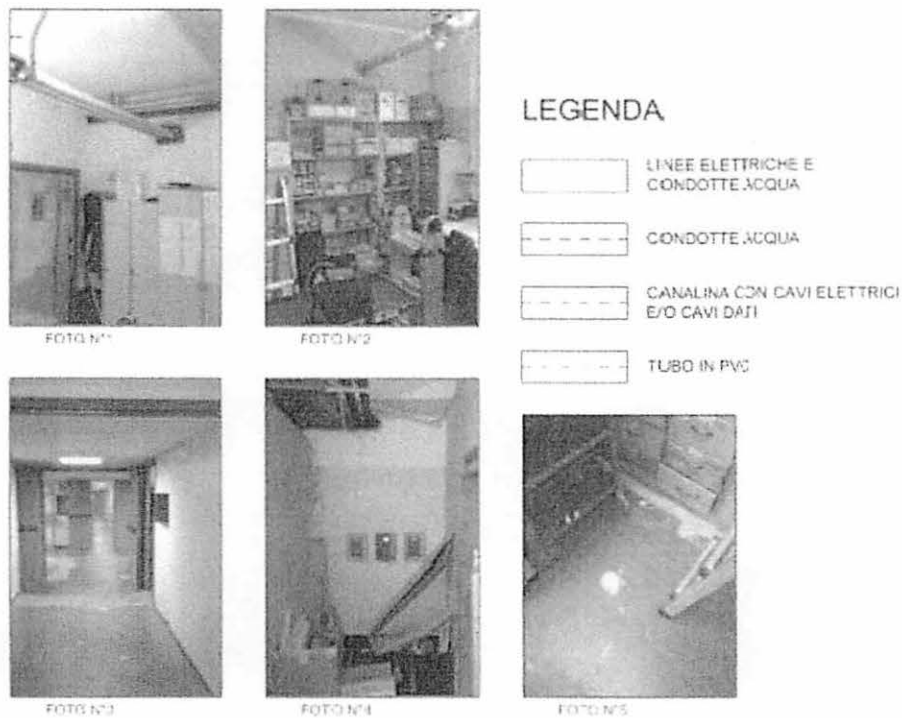 FOTO N°1
FOTO N°2
LEGENDA
LINEE ELETTRICHE E
CONDOTTE ACQUA
CONDOTTE ACQUA
CANALINA CON CAVI ELETTRICI
E/O CAVI DATI
TUBO IN PVC
FOTO N°3
FOTO N°4
FOTO N°5